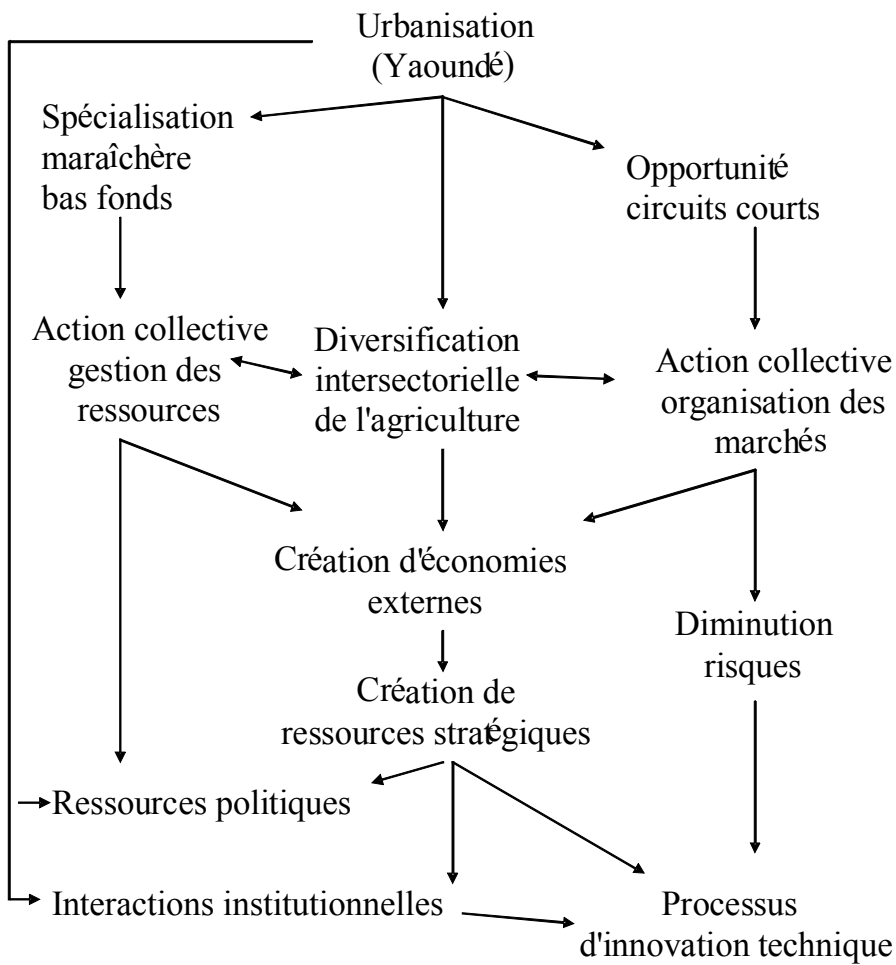 Urbanisation
(Yaoundé)
Spécialisation
maraîchère
bas fonds
Opportunité
circuits courts
Action collective
gestion des
ressources
Diversification
intersectorielle
de l'agriculture
Action collective
organisation des
marchés
Création d'économies
externes
Diminution
risques
Création de
ressources stratégiques
Ressources politiques
Interactions institutionnelles
Processus
d'innovation technique